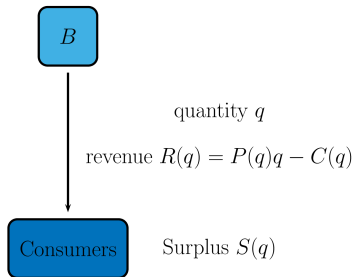 B
quantity q
revenue R(q) = P(q)q − C(q)
Consumers
Surplus S(q)